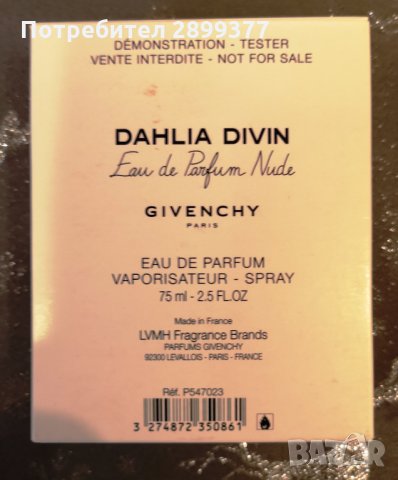 Потребител 2899377
DÉMONSTRATION - TESTER
VENTE INTERDITE - NOT FOR SALE
DAHLIA DIVIN
Eau de Parfum Nude
GIVENCHY
PARIS
EAU DE PARFUM
VAPORISATEUR - SPRAY
75 ml - 2.5 FL.OZ
Made in France
LVMH Fragrance Brands
PARFUMS GIVENCHY
92300 LEVALLOIS - PARIS - FRANCE
Réf. P547023
3 274872 350861
BAZAR